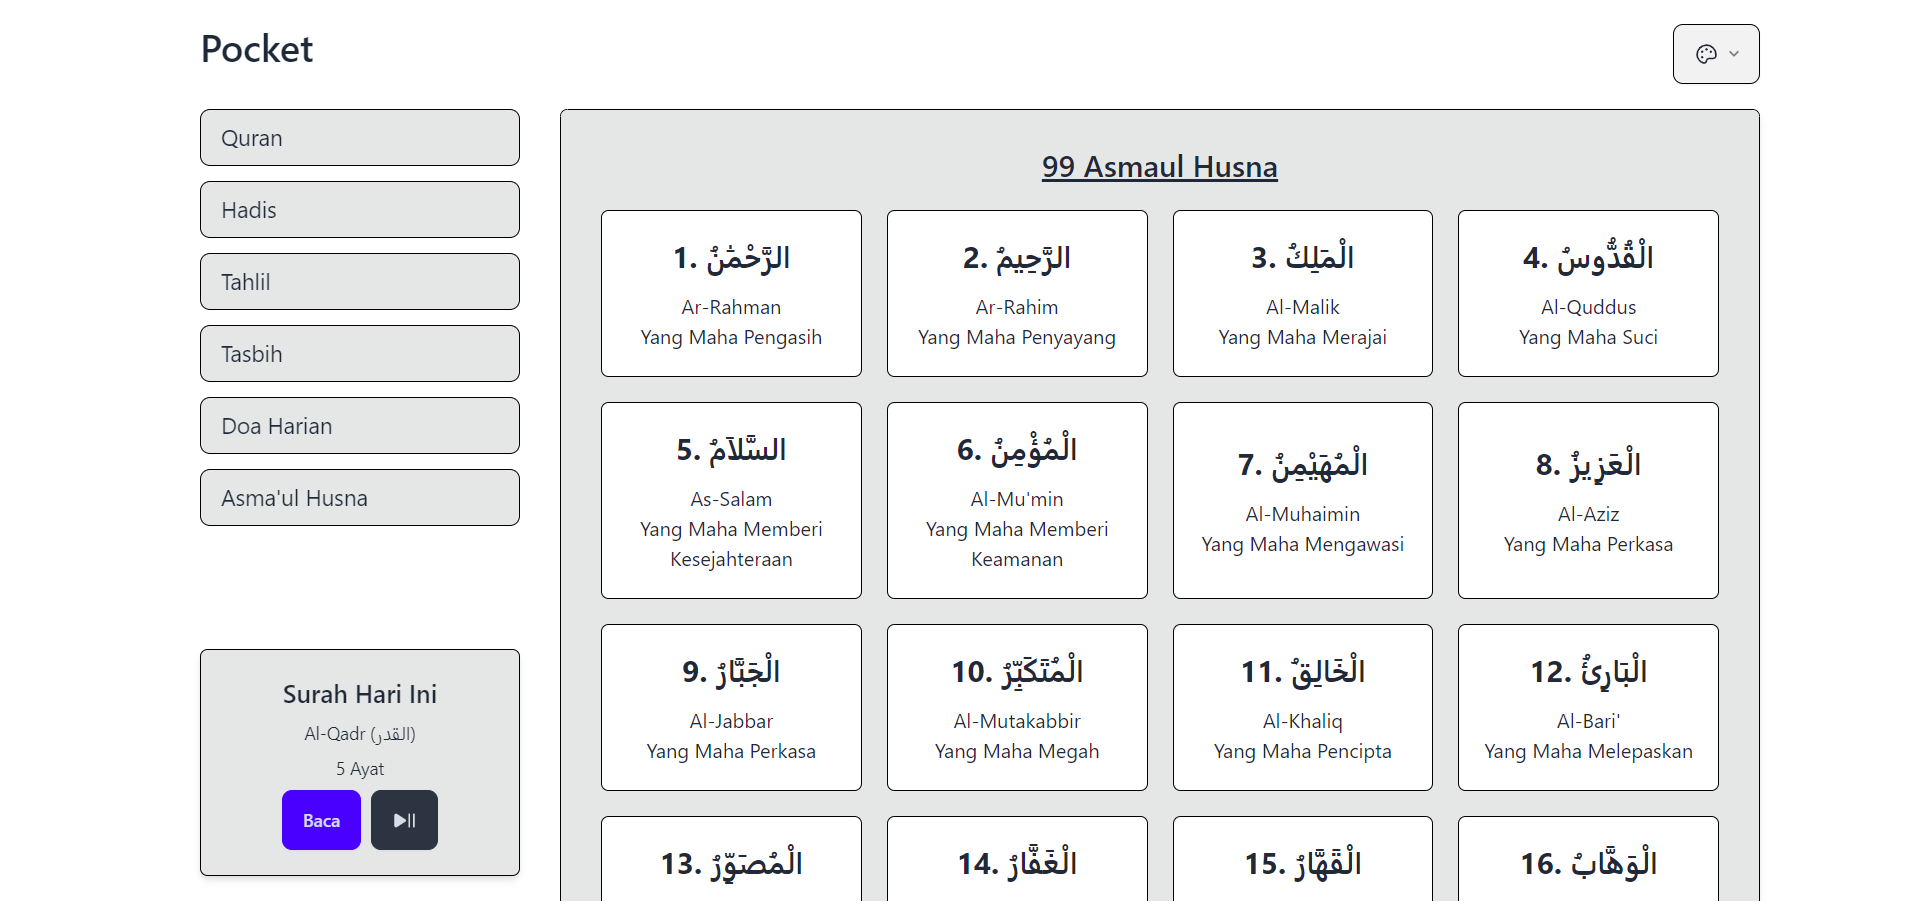 Pocket
Quran
Hadis
Tahlil
Tasbih
Doa Harian
Asma'ul Husna
Surah Hari Ini
Al-Qadr (القدر)
5 Ayat
Baca
99 Asmaul Husna
1. الرَّحْمٰنُ
Ar-Rahman
Yang Maha Pengasih
2. الرَّحِيمُ
Ar-Rahim
Yang Maha Penyayang
3. الْمَلِكُ
Al-Malik
Yang Maha Merajai
4. الْقُدُّوسُ
Al-Quddus
Yang Maha Suci
5. السَّلَامُ
As-Salam
Yang Maha Memberi
Kesejahteraan
6. الْمُؤْمِنُ
Al-Mu'min
Yang Maha Memberi
Keamanan
7. الْمُهَيْمِنُ
Al-Muhaimin
Yang Maha Mengawasi
8. الْعَزِيزُ
Al-Aziz
Yang Maha Perkasa
9. الْجَبَّارُ
Al-Jabbar
Yang Maha Perkasa
10. الْمُتَكَبِّرُ
Al-Mutakabbir
Yang Maha Megah
11. الْخَالِقُ
Al-Khaliq
Yang Maha Pencipta
12. الْبَارِئُ
Al-Bari'
Yang Maha Melepaskan
13. الْمُصَوِّرُ
14. الْغَفَّارُ
15. الْقَهَّارُ
16. الْوَهَّابُ